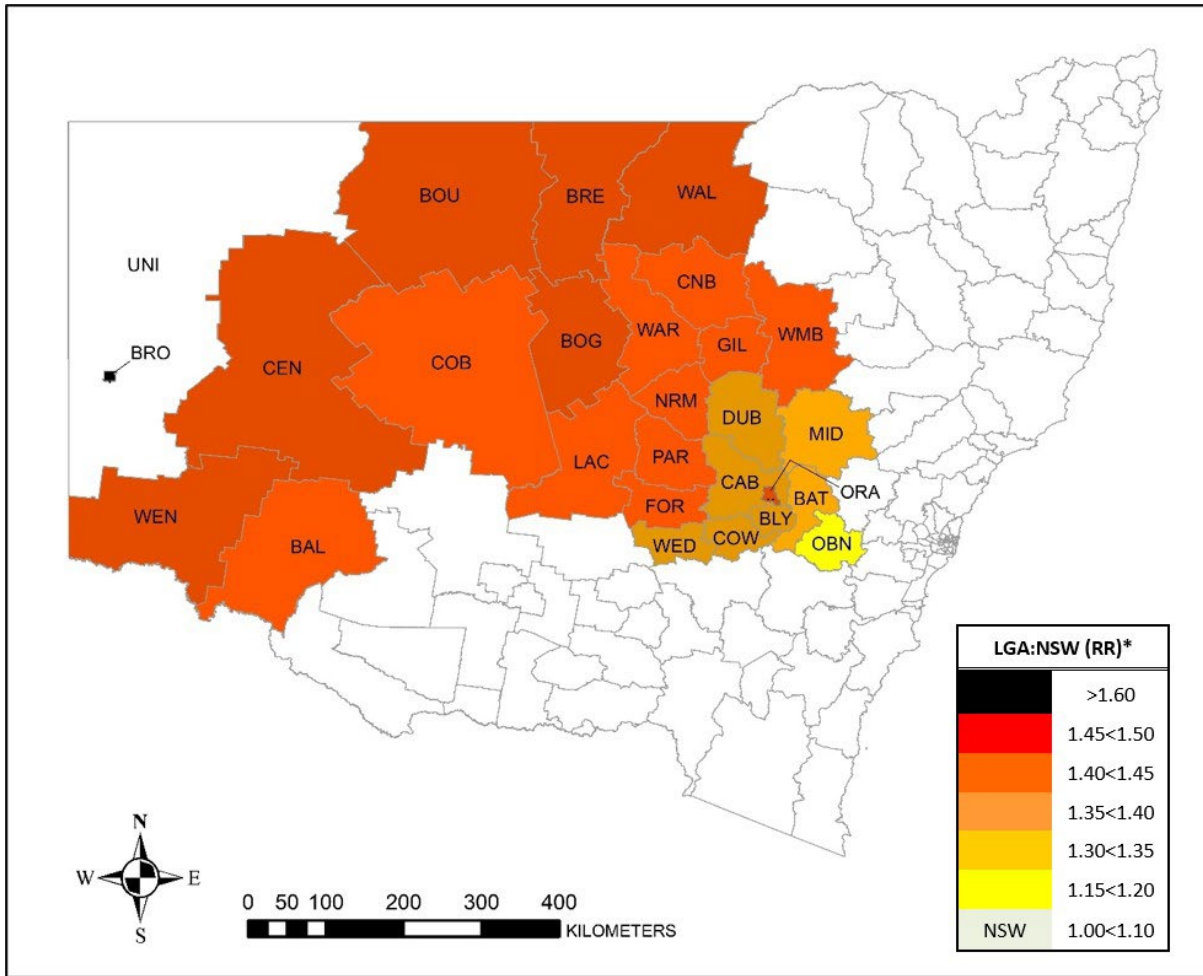 BOU
BRE
WAL
UNI
CNB
WAR
BRO
BOG
GIL
WMB
CEN
COB
NRM
DUB
MID
LAC
PAR
CAB
ORA
BAT
WEN
FOR
BLY
BAL
WED
COW
OBN
LGA:NSW (RR)*
>1.60
1.45<1.50
1.40<1.45
1.35<1.40
1.30<1.35
1.15<1.20
NSW 1.00<1.10
N
W E
S
0 50 100 200 300 400
KILOMETERS